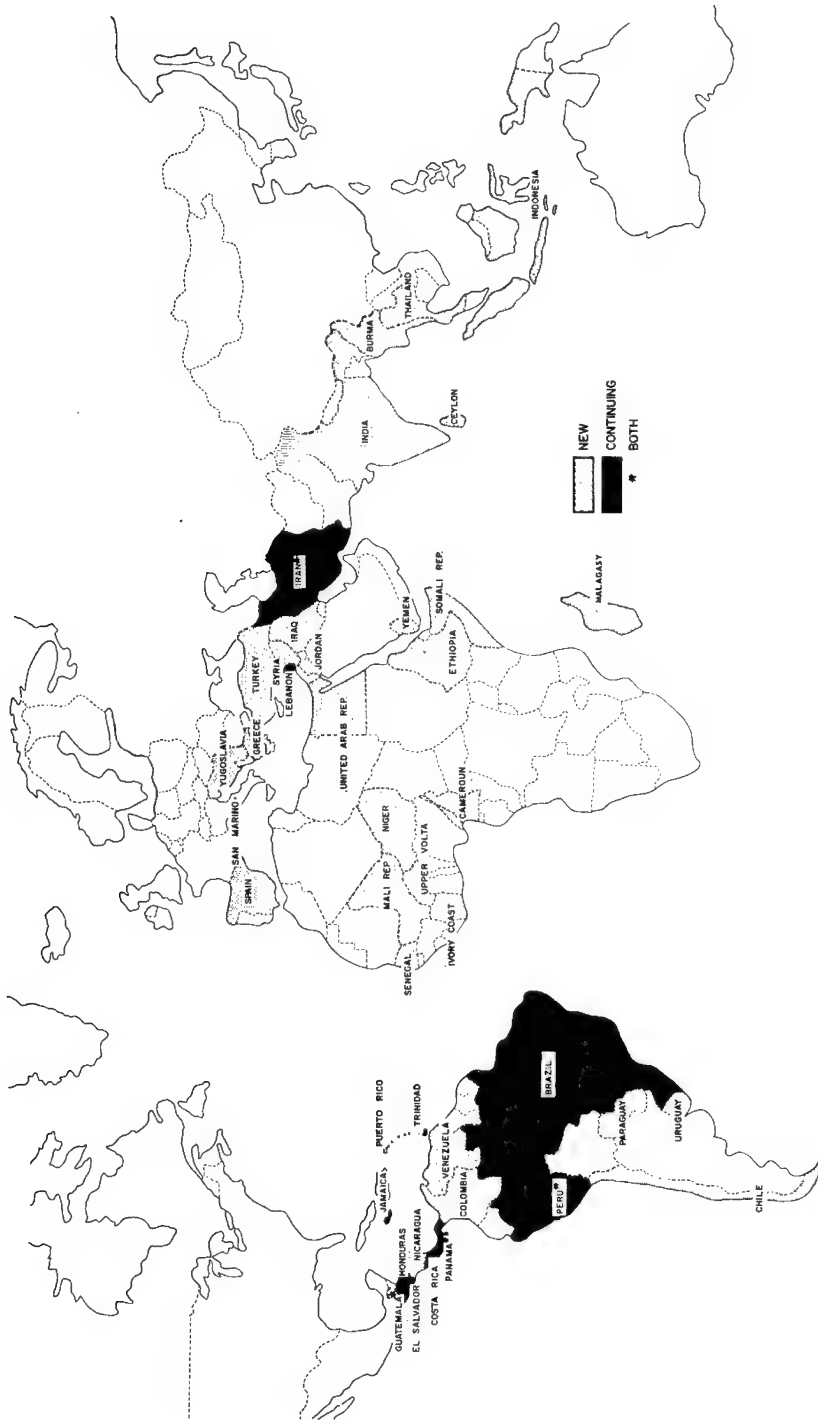 PUERTO RICO
JAMAICA
TRINIDAD
GUATEMALA
HONDURAS
EL SALVADOR
NICARAGUA
COSTA RICA
PANAMA*
VENEZUELA
COLOMBIA
BRAZIL
PERU*
PARAGUAY
URUGUAY
CHILE
SPAIN
SAN MARINO
YUGOSLAVIA
GREECE
TURKEY
SYRIA
LEBANON
IRAQ
JORDAN
IRAN*
UNITED ARAB REP.
YEMEN
SOMALI REP.
ETHIOPIA
SENEGAL
MALI REP.
NIGER
UPPER VOLTA
IVORY COAST
CAMEROUN
MALAGASY
INDIA
CEYLON
BURMA
THAILAND
INDONESIA
NEW
CONTINUING
* BOTH